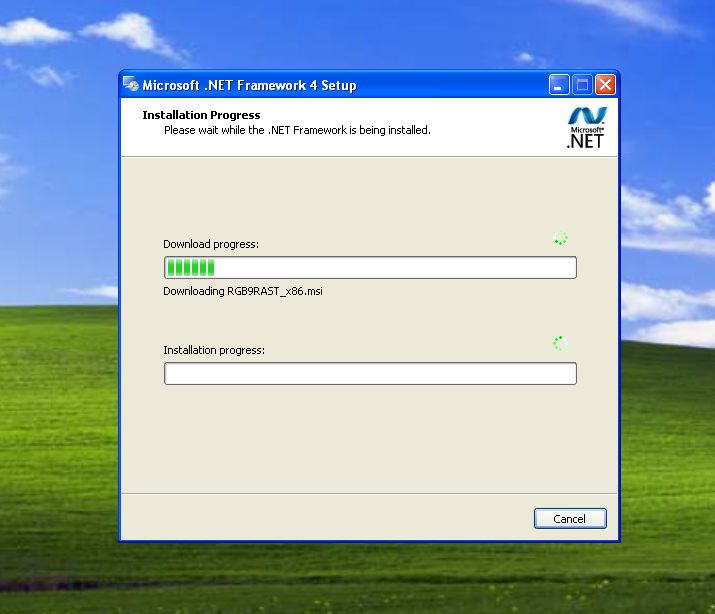 Microsoft .NET Framework 4 Setup
Installation Progress
Please wait while the .NET Framework is being installed.
Microsoft®
.NET
Download progress:
Downloading RGB9RAST_x86.msi
Installation progress:
Cancel